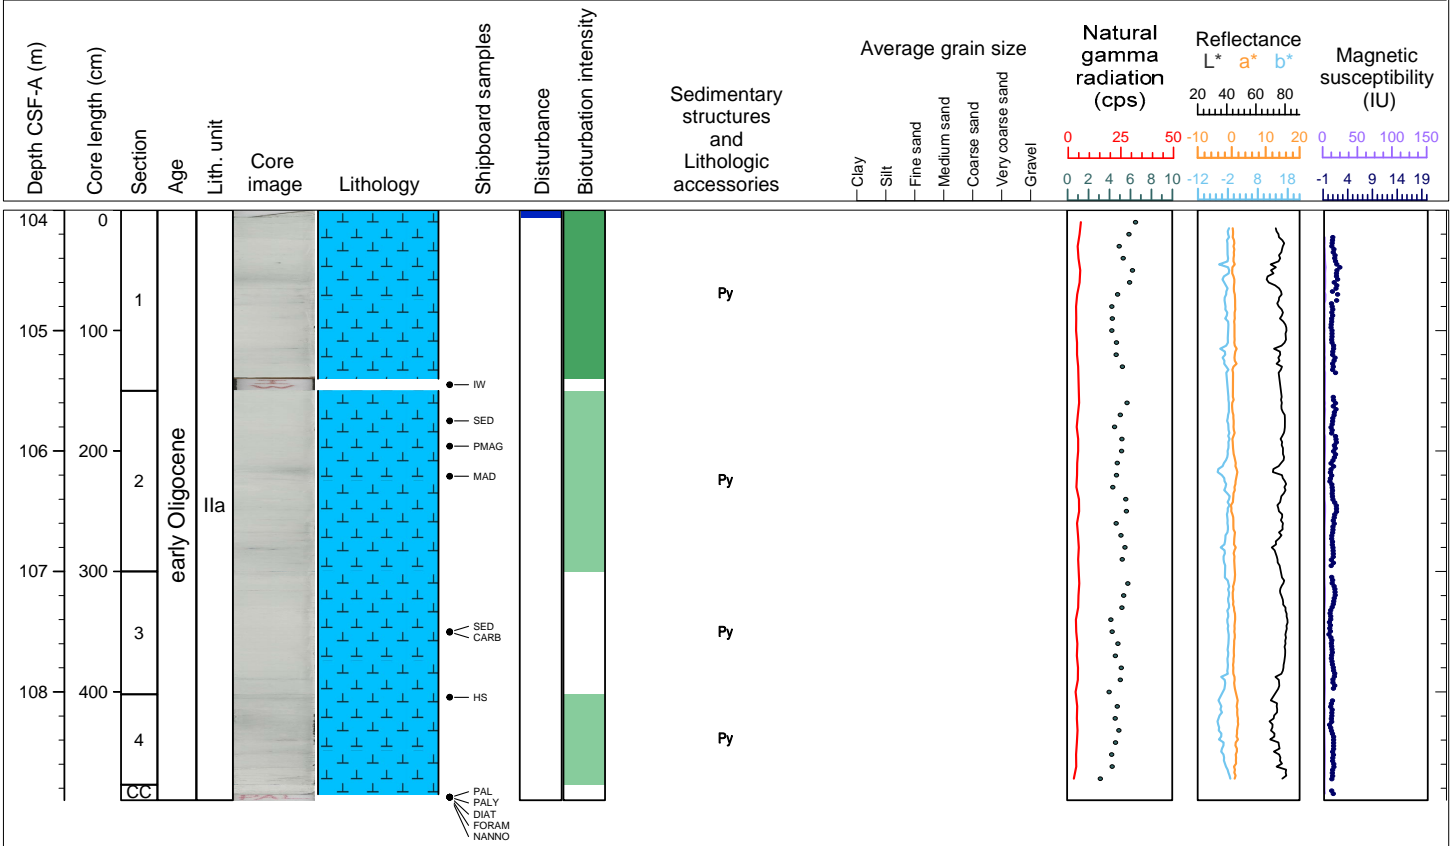 Depth CSF-A (m)
Core length (cm)
Section
Age
Lith. unit
Core
image
Lithology
Shipboard samples
Disturbance
Bioturbation intensity
Sedimentary
structures
and
Lithologic
accessories
Average grain size
Clay
Silt
Fine sand
Medium sand
Coarse sand
Very coarse sand
Gravel
Natural
gamma
radiation
(cps)
0 25 50
0 2 4 6 8 10
Reflectance
L* a* b*
20 40 60 80
-10 0 10 20
-12 -2 8 18
Magnetic
susceptibility
(IU)
0 50 100 150
-1 4 9 14 19
104 0
1
Py
105 100
IW
SED
PMAG
106 200
2
MAD
Py
early Oligocene
IIa
107 300
3
SED
CARB
Py
108 400
HS
4
Py
CC
PAL
PALY
DIAT
FORAM
NANNO